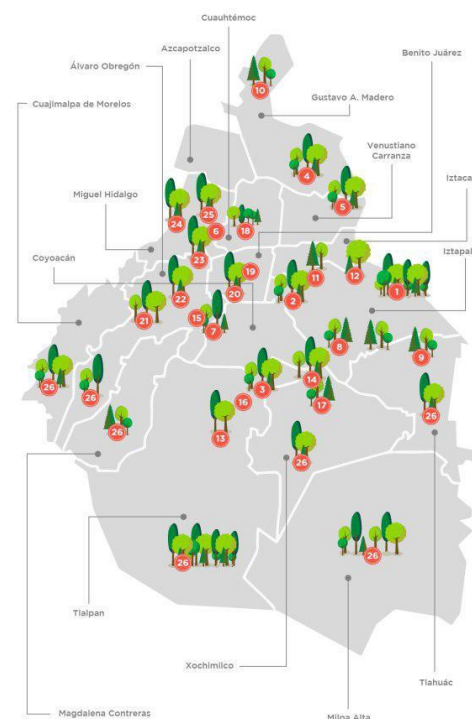 Cuauhtémoc
Azcapotzalco
Benito Juárez
Álvaro Obregón
10
Gustavo A. Madero
Cuajimalpa de Morelos
Venustiano
Carranza
4
5
Iztaca
Miguel Hidalgo
24
25
6
18
Iztapal
23
Coyoacán
19
11
12
22
20
2
1
21
15
7
8
9
26
26
3
14
16
17
26
26
13
26
26
26
Tlalpan
Xochimilco
Tlahuác
Magdalena Contreras
Milpa Alta